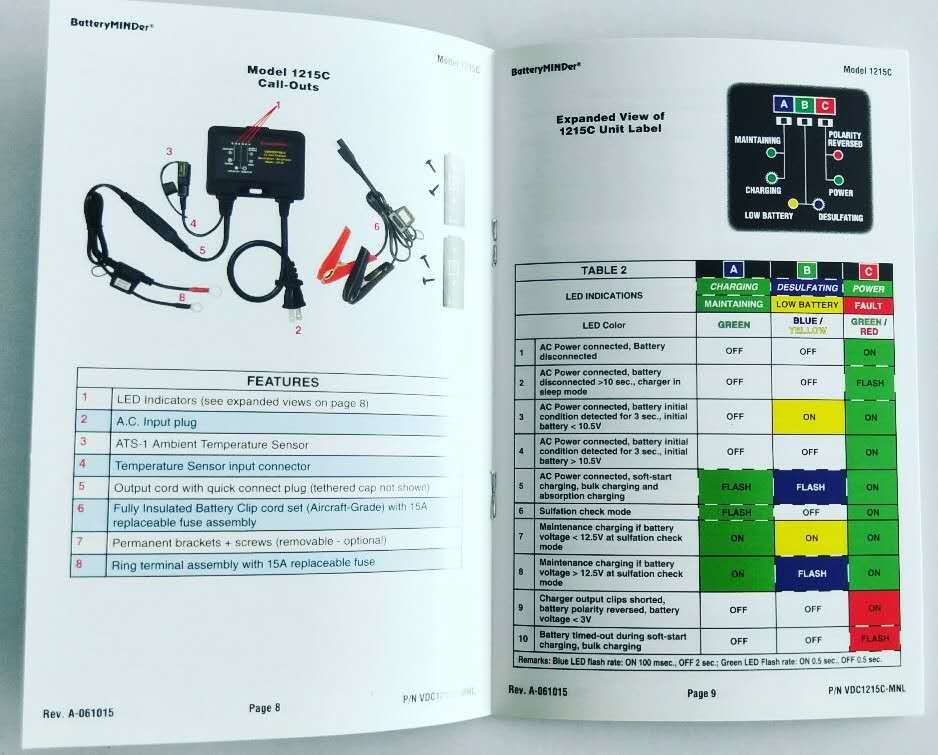 BatteryMINDer®
Model 1215C
Model 1215C
Call-Outs
1
3
4
5
6
8
2
FEATURES
1 LED Indicators (see expanded views on page 8)
2 A.C. Input plug
3 ATS-1 Ambient Temperature Sensor
4 Temperature Sensor input connector
5 Output cord with quick connect plug (tethered cap not shown)
6 Fully Insulated Battery Clip cord set (Aircraft-Grade) with 15A
replaceable fuse assembly
7 Permanent brackets + screws (removable - optional)
8 Ring terminal assembly with 15A replaceable fuse
Rev. A-061015
Page 8
P/N
BatteryMINDer®
Model 1215C
Expanded View of
1215C Unit Label
A B C
MAINTAINING
POLARITY
REVERSED
CHARGING
POWER
LOW BATTERY
DESULFATING
TABLE 2 A B C
LED INDICATIONS
CHARGING DESULFATING POWER
MAINTAINING LOW BATTERY FAULT
LED Color GREEN BLUE / YELLOW GREEN / RED
1 AC Power connected, Battery
disconnected OFF OFF ON
2 AC Power connected, battery
disconnected >10 sec., charger in
sleep mode OFF OFF FLASH
3 AC Power connected, battery initial
condition detected for 3 sec., initial
battery < 10.5V OFF ON ON
4 AC Power connected, battery initial
condition detected for 3 sec., initial
battery > 10.5V OFF OFF ON
5 AC Power connected, soft-start
charging, bulk charging and
absorption charging FLASH FLASH ON
6 Sulfation check mode FLASH OFF ON
7 Maintenance charging if battery
voltage < 12.5V at sulfation check
mode ON ON ON
8 Maintenance charging if battery
voltage > 12.5V at sulfation check
mode ON FLASH ON
9 Charger output clips shorted,
battery polarity reversed, battery
voltage < 3V OFF OFF ON
10 Battery timed-out during soft-start
charging, bulk charging OFF OFF FLASH
Remarks: Blue LED flash rate: ON 100 msec., OFF 2 sec.; Green LED Flash rate: ON 0.5 sec., OFF 0.5 sec.
Rev. A-061015
Page 9
P/N VDC1215C-MNL